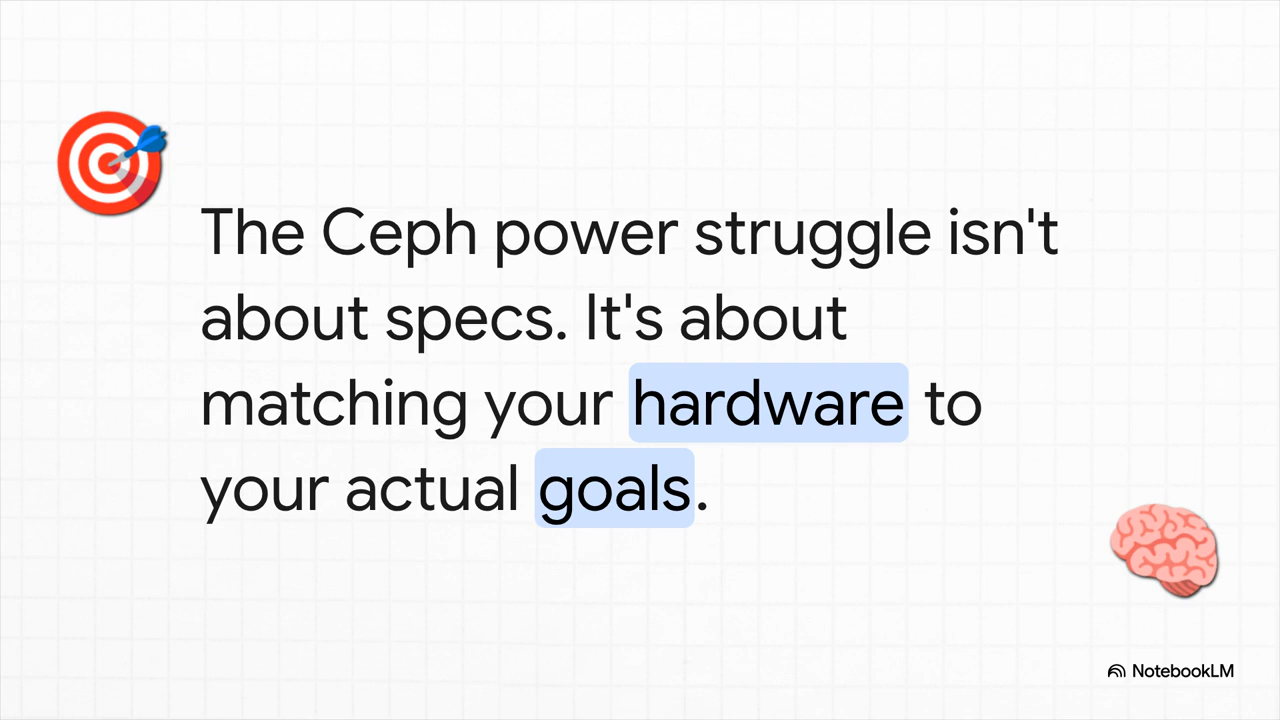 The Ceph power struggle isn't
about specs. It's about
matching your hardware to
your actual goals.
NotebookLM